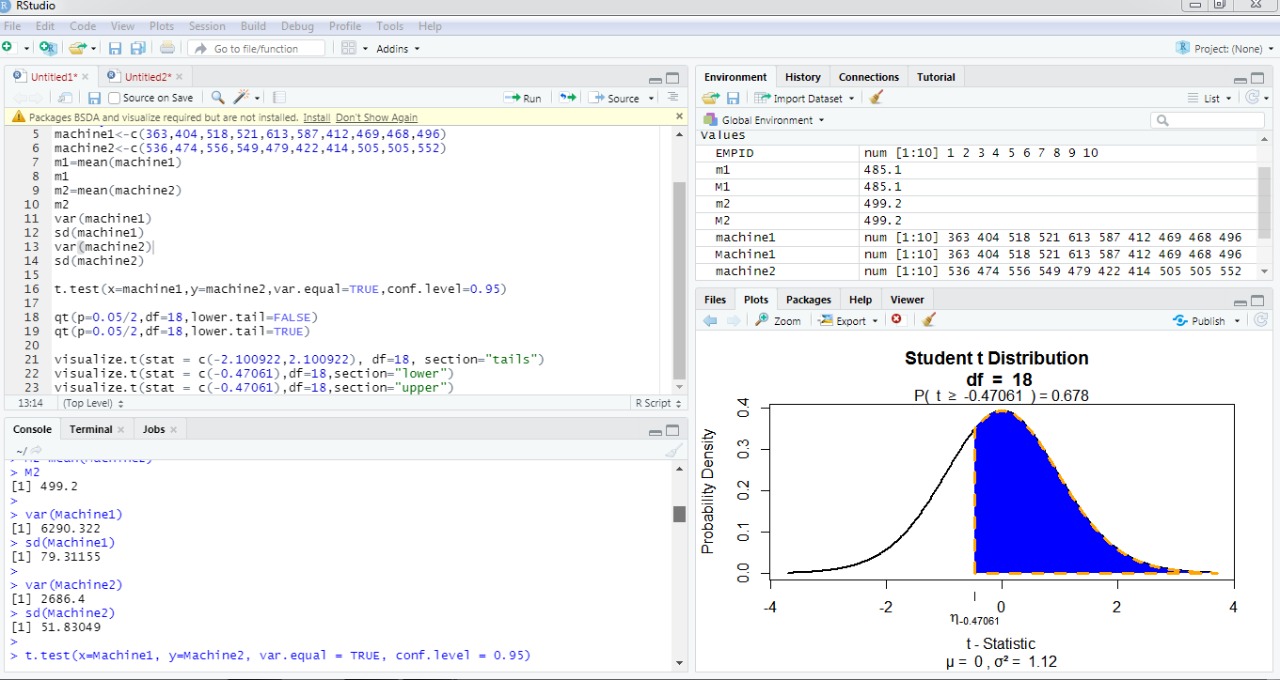 RStudio
File Edit Code View Plots Session Build Debug Profile Tools Help
Go to file/function Addins Project: (None)
Untitled1* Untitled2*
Source on Save Run Source
Packages BSDA and visualize required but are not installed. Install Don't Show Again
5 machine1<-c(363,404,518,521,613,587,412,469,468,496)
6 machine2<-c(536,474,556,549,479,422,414,505,505,552)
7 m1=mean(machine1)
8 m1
9 m2=mean(machine2)
10 m2
11 var(machine1)
12 sd(machine1)
13 var(machine2)
14 sd(machine2)
15
16 t.test(x=machine1,y=machine2,var.equal=TRUE,conf.level=0.95)
17
18 qt(p=0.05/2,df=18,lower.tail=FALSE)
19 qt(p=0.05/2,df=18,lower.tail=TRUE)
20
21 visualize.t(stat = c(-2.100922,2.100922), df=18, section="tails")
22 visualize.t(stat = c(-0.47061),df=18,section="lower")
23 visualize.t(stat = c(-0.47061),df=18,section="upper")
13:14 (Top Level) R Script
Console Terminal Jobs
~/
> M2
[1] 499.2
>
> var(Machine1)
[1] 6290.322
> sd(Machine1)
[1] 79.31155
>
> var(Machine2)
[1] 2686.4
> sd(Machine2)
[1] 51.83049
>
> t.test(x=Machine1, y=Machine2, var.equal = TRUE, conf.level = 0.95)
Environment History Connections Tutorial
Import Dataset List
Global Environment
Values
EMPID num [1:10] 1 2 3 4 5 6 7 8 9 10
m1 485.1
M1 485.1
m2 499.2
M2 499.2
machine1 num [1:10] 363 404 518 521 613 587 412 469 468 496
Machine1 num [1:10] 363 404 518 521 613 587 412 469 468 496
machine2 num [1:10] 536 474 556 549 479 422 414 505 505 552
Files Plots Packages Help Viewer
Zoom Export Publish
Student t Distribution
df = 18
P( t ≥ -0.47061 ) = 0.678
Probability Density
0.4
0.3
0.2
0.1
0.0
-4 -2 0 2 4
η-0.47061
t - Statistic
μ = 0 , σ² = 1.12